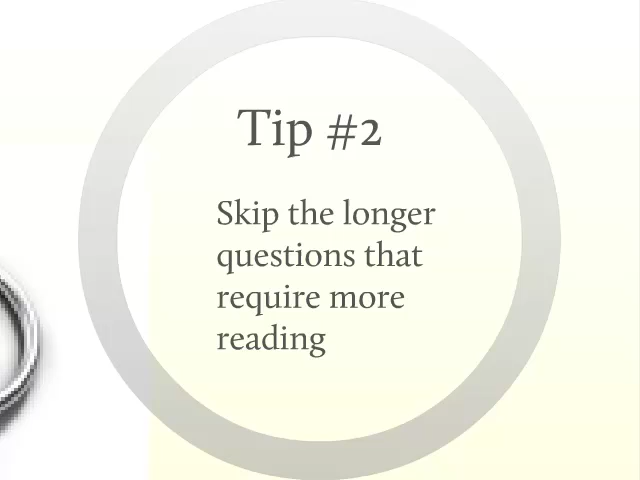 Tip #2
Skip the longer
questions that
require more
reading